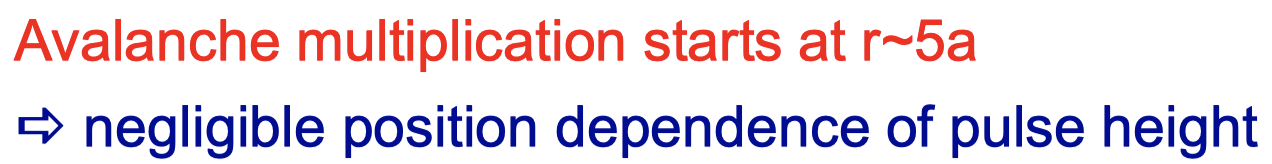 Avalanche multiplication starts at r~5a
⇨ negligible position dependence of pulse height